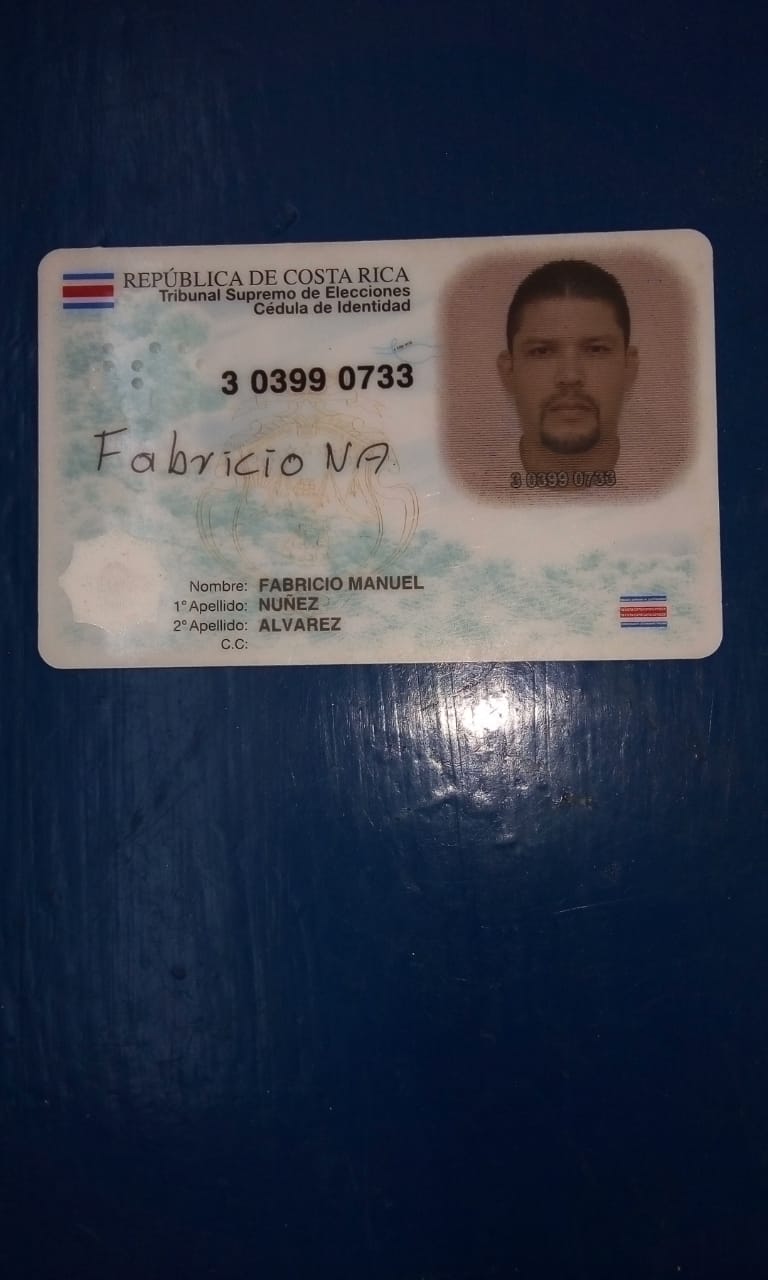 REPÚBLICA DE COSTA RICA
Tribunal Supremo de Elecciones
Cédula de Identidad
3 0399 0733
Fabricio NA
3 0399 0733
Nombre: FABRICIO MANUEL
1° Apellido: NUÑEZ
2° Apellido: ALVAREZ
C.C: